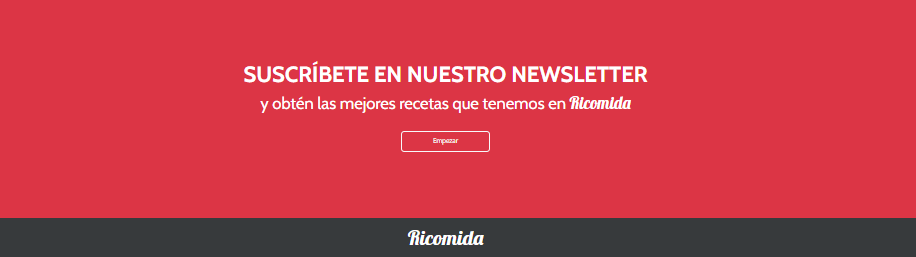 SUSCRÍBETE EN NUESTRO NEWSLETTER
y obtén las mejores recetas que tenemos en Ricomida
Empezar
Ricomida